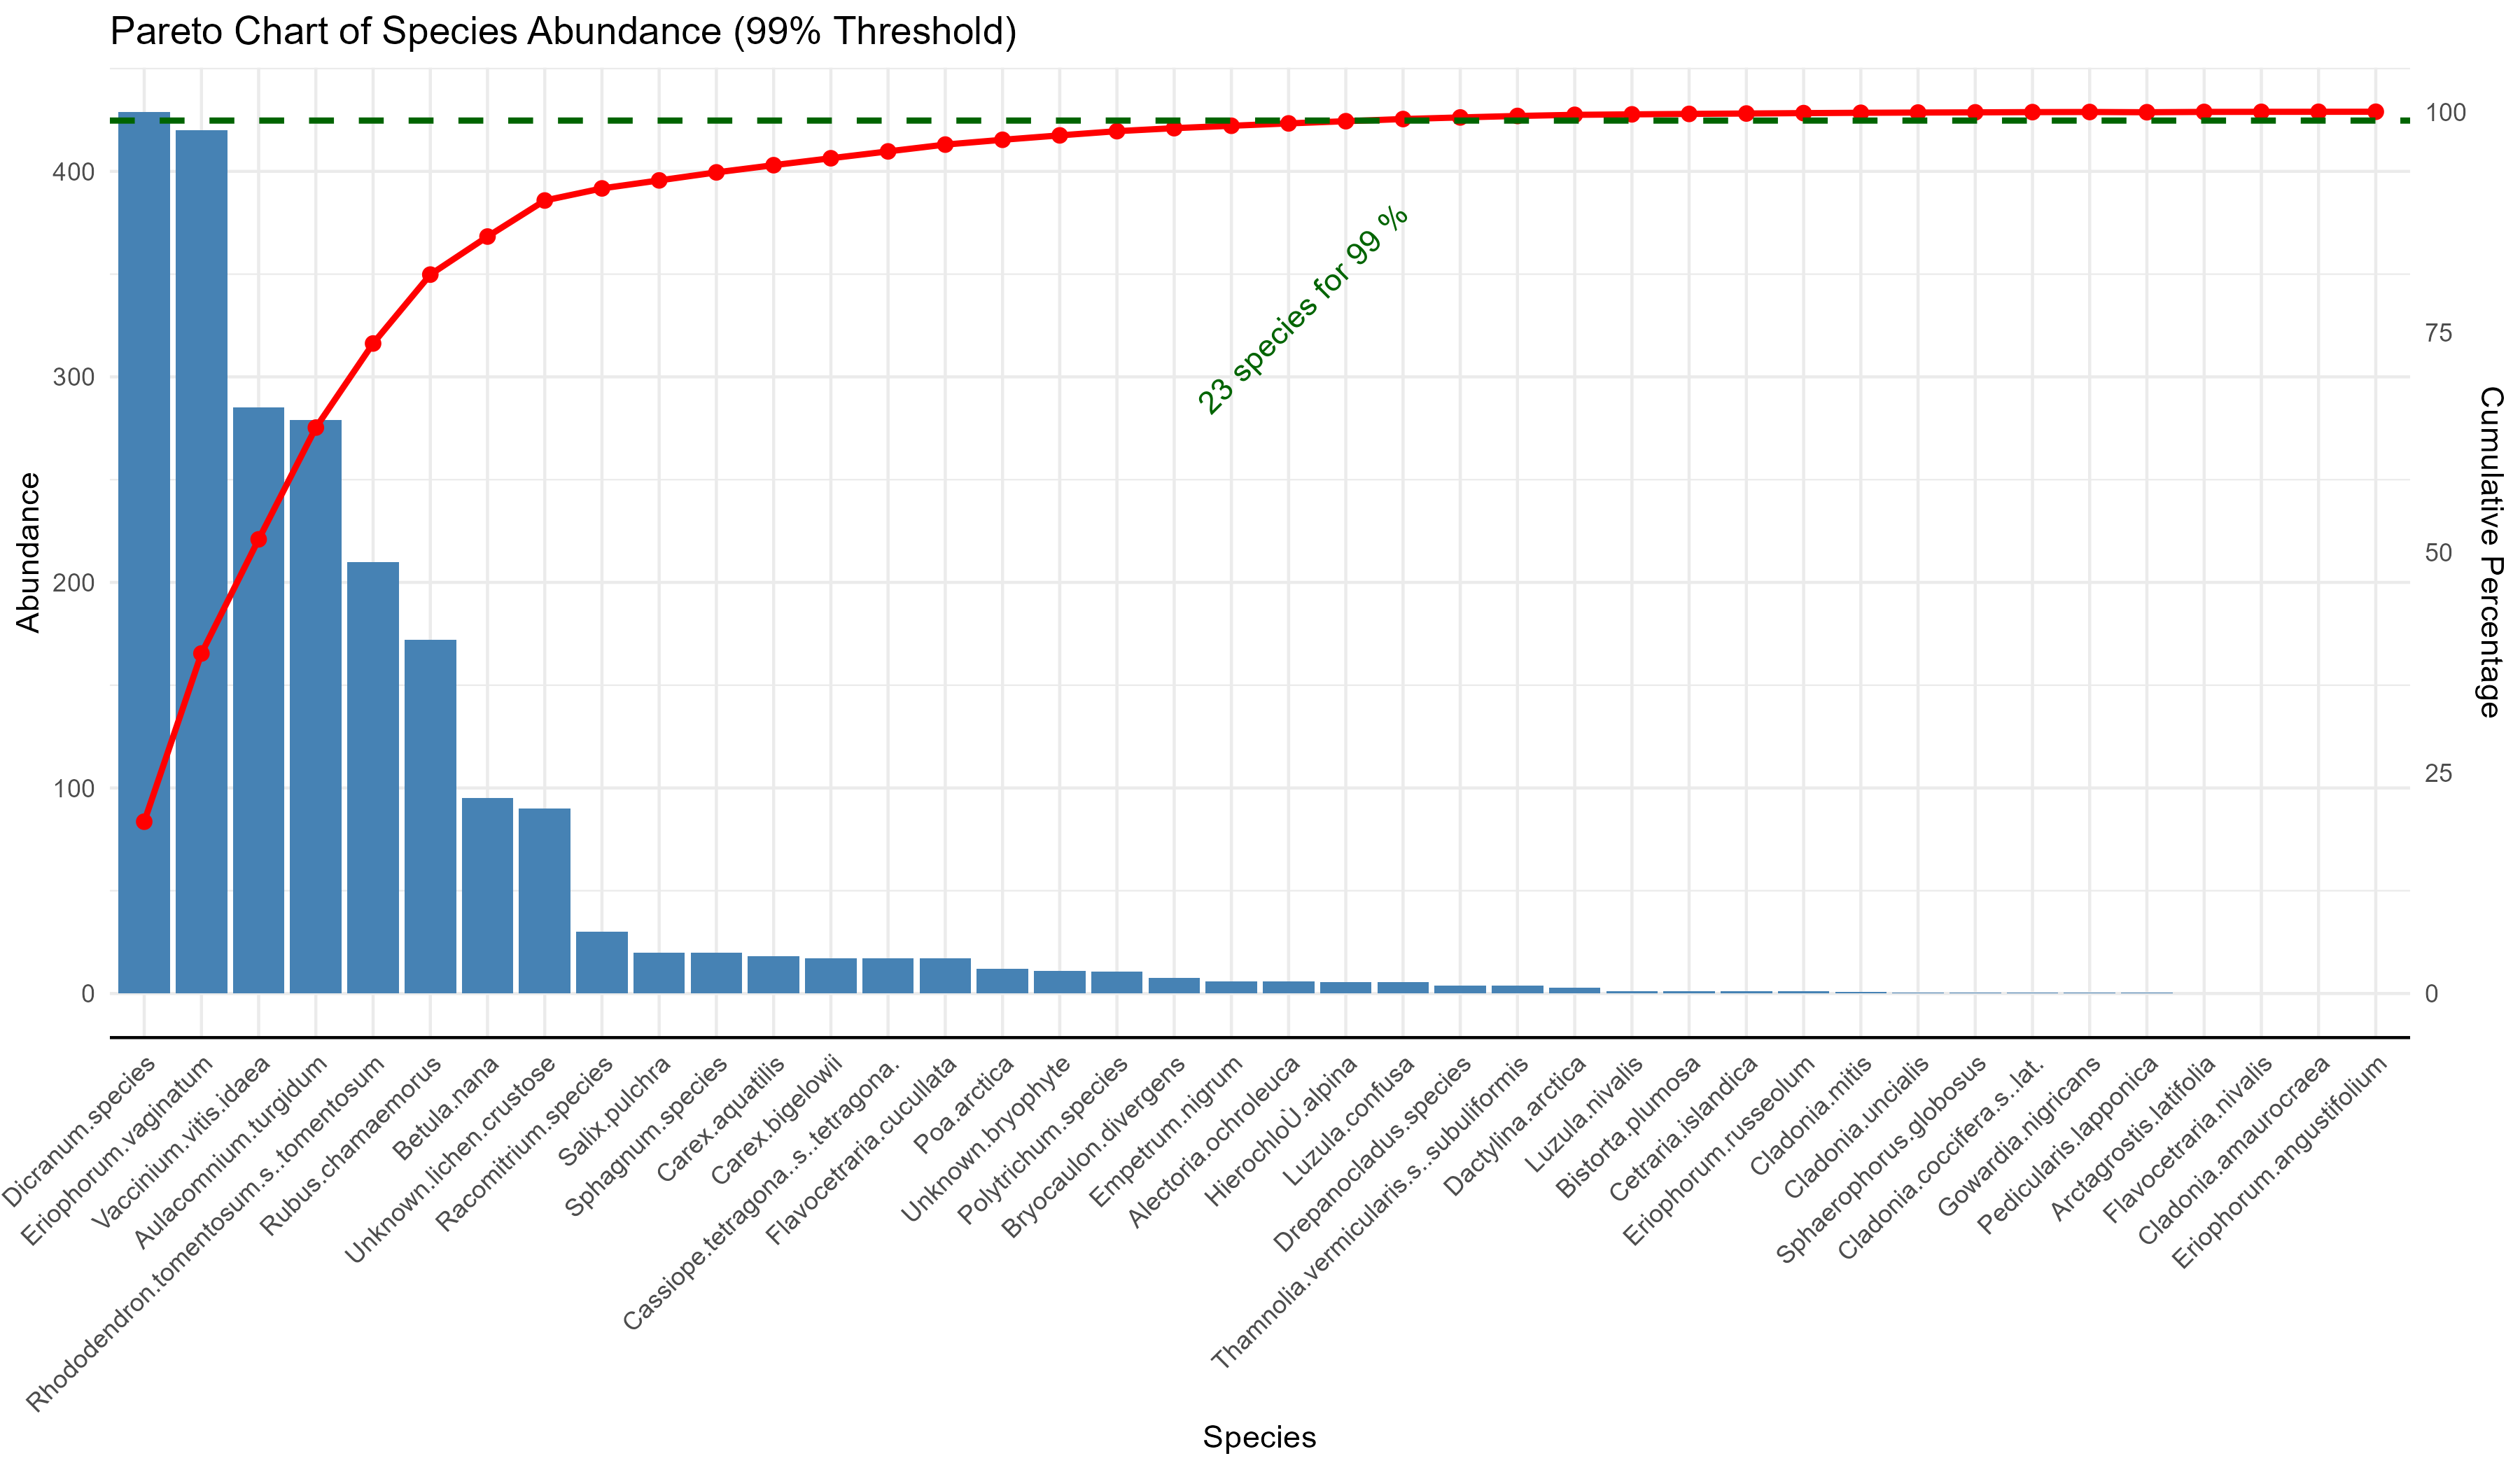 Pareto Chart of Species Abundance (99% Threshold)
Abundance
400
300
200
100
0
23 species for 99 %
100
75
50
25
0
Cumulative Percentage
Dicranum.species
Eriophorum.vaginatum
Vaccinium.vitis.idaea
Aulacomnium.turgidum
Rhododendron.tomentosum.s..tomentosum
Rubus.chamaemorus
Betula.nana
Unknown.lichen.crustose
Racomitrium.species
Salix.pulchra
Sphagnum.species
Carex.aquatilis
Carex.bigelowii
Cassiope.tetragona..s..tetragona.
Flavocetraria.cucullata
Poa.arctica
Unknown.bryophyte
Polytrichum.species
Bryocaulon.divergens
Empetrum.nigrum
Alectoria.ochroleuca
HierochloÙ.alpina
Luzula.confusa
Drepanocladus.species
Thamnolia.vermicularis.s..subuliformis
Dactylina.arctica
Luzula.nivalis
Bistorta.plumosa
Cetraria.islandica
Eriophorum.russeolum
Cladonia.mitis
Cladonia.uncialis
Sphaerophorus.globosus
Cladonia.coccifera.s..lat.
Gowardia.nigricans
Pedicularis.lapponica
Arctagrostis.latifolia
Flavocetraria.nivalis
Cladonia.amaurocraea
Eriophorum.angustifolium
Species